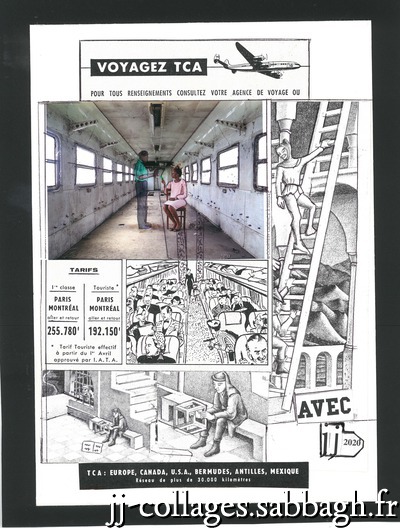 VOYAGEZ TCA
POUR TOUS RENSEIGNEMENTS CONSULTEZ VOTRE AGENCE DE VOYAGE OU
TARIFS
1re classe
PARIS
MONTRÉAL
aller et retour
255.780'
Touriste*
PARIS
MONTRÉAL
aller et retour
192.150'
* Tarif Touriste effectif
à partir du 1er Avril
approuvé par I.A.T.A.
AVEC
2020
TCA : EUROPE, CANADA, U.S.A., BERMUDES, ANTILLES, MEXIQUE
Réseau de plus de 30.000 kilomètres
jj-collages.sabbagh.fr